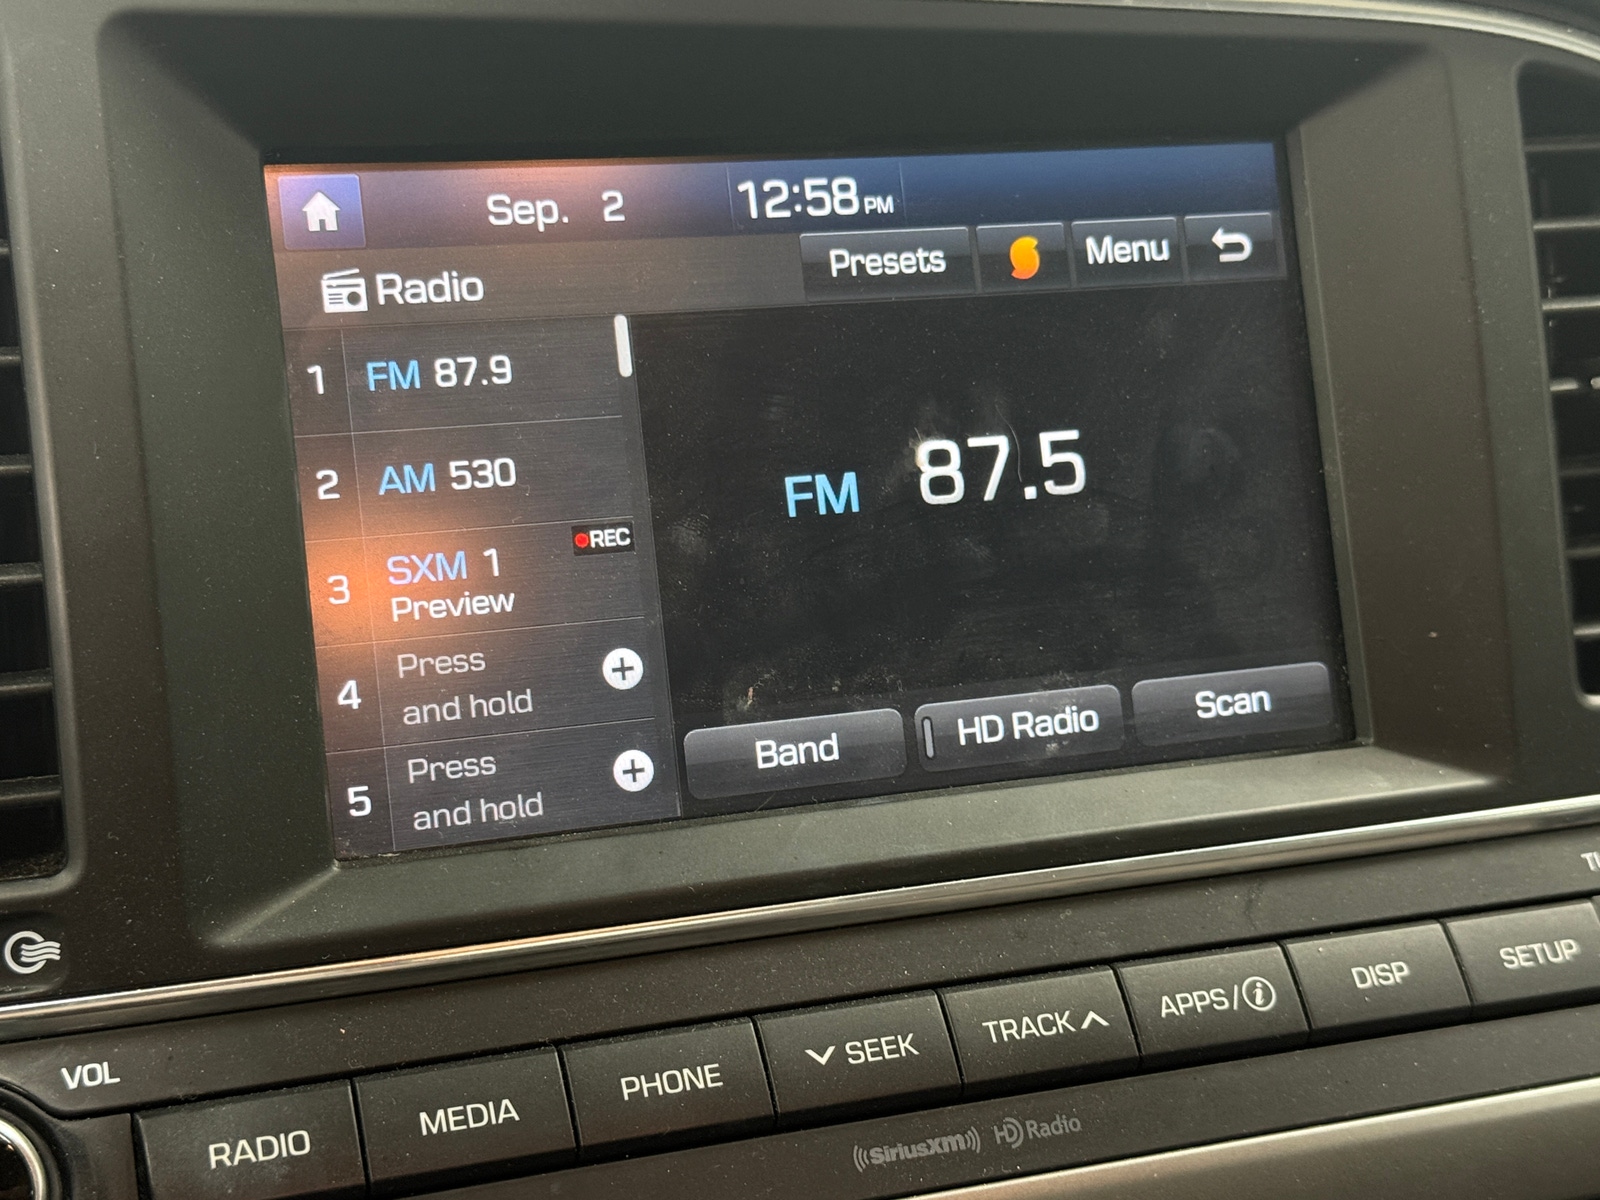 Sep. 2 12:58 PM
Radio Presets Menu
1 FM 87.9
2 AM 530
3 SXM 1 REC
Preview
4 Press
and hold
5 Press
and hold
FM 87.5
Band HD Radio Scan
VOL
RADIO MEDIA PHONE SEEK TRACK APPS/i DISP SETUP
((SiriusXM)) HD Radio